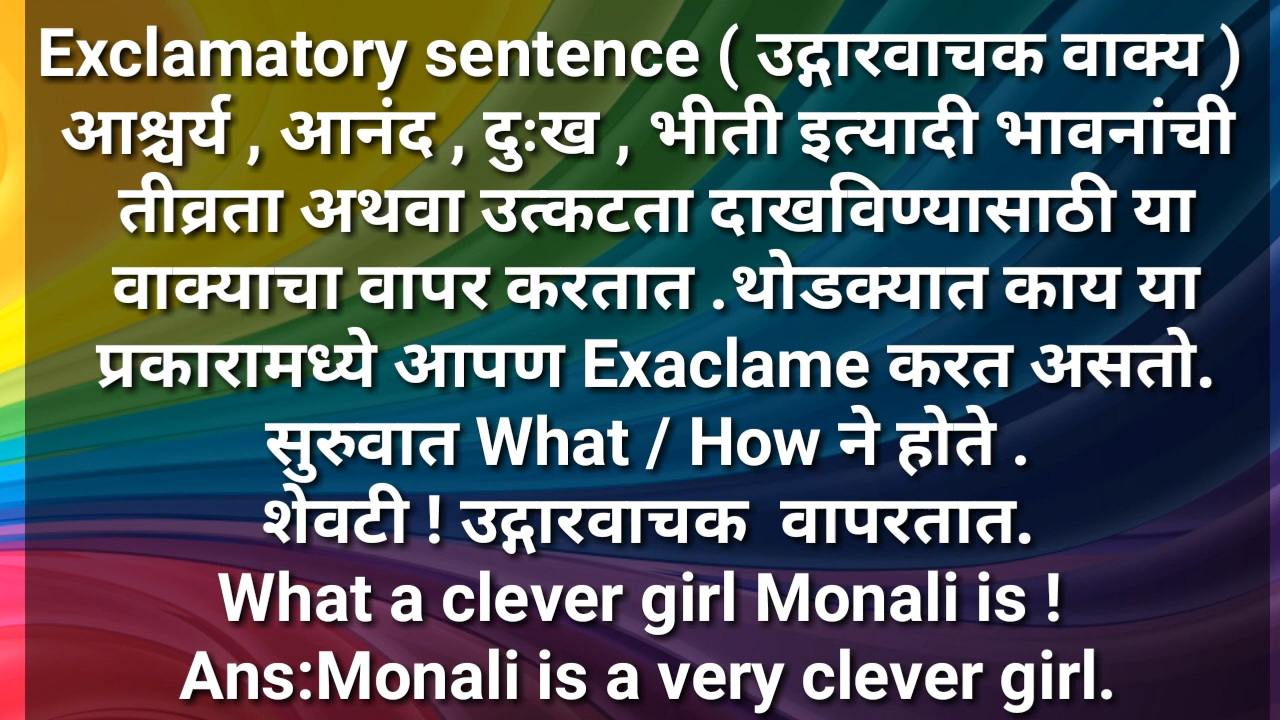 Exclamatory sentence ( उद्गारवाचक वाक्य )
आश्चर्य , आनंद , दुःख , भीती इत्यादी भावनांची
तीव्रता अथवा उत्कटता दाखविण्यासाठी या
वाक्याचा वापर करतात .थोडक्यात काय या
प्रकारामध्ये आपण Exaclame करत असतो.
सुरुवात What / How ने होते .
शेवटी ! उद्गारवाचक  वापरतात.
What a clever girl Monali is !
Ans:Monali is a very clever girl.